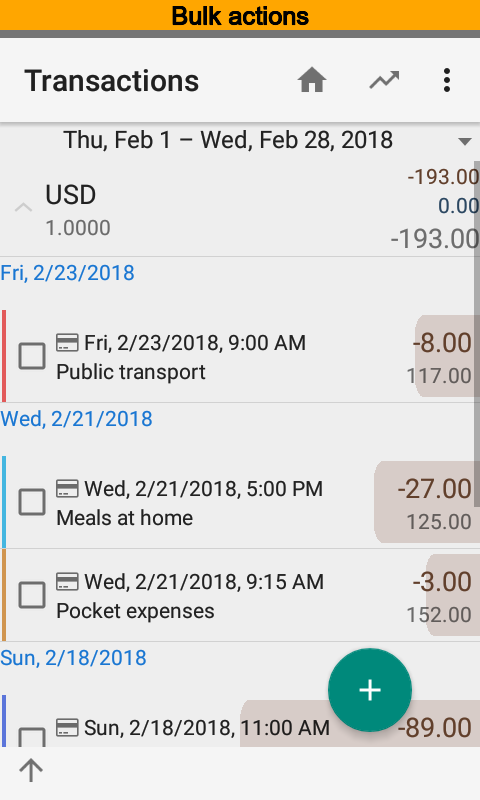 Bulk actions
Transactions
Thu, Feb 1 – Wed, Feb 28, 2018
USD
1.0000
-193.00
0.00
-193.00
Fri, 2/23/2018
Fri, 2/23/2018, 9:00 AM
-8.00
Public transport
117.00
Wed, 2/21/2018
Wed, 2/21/2018, 5:00 PM
-27.00
Meals at home
125.00
Wed, 2/21/2018, 9:15 AM
-3.00
Pocket expenses
152.00
Sun, 2/18/2018
Sun, 2/18/2018, 11:00 AM
-89.00